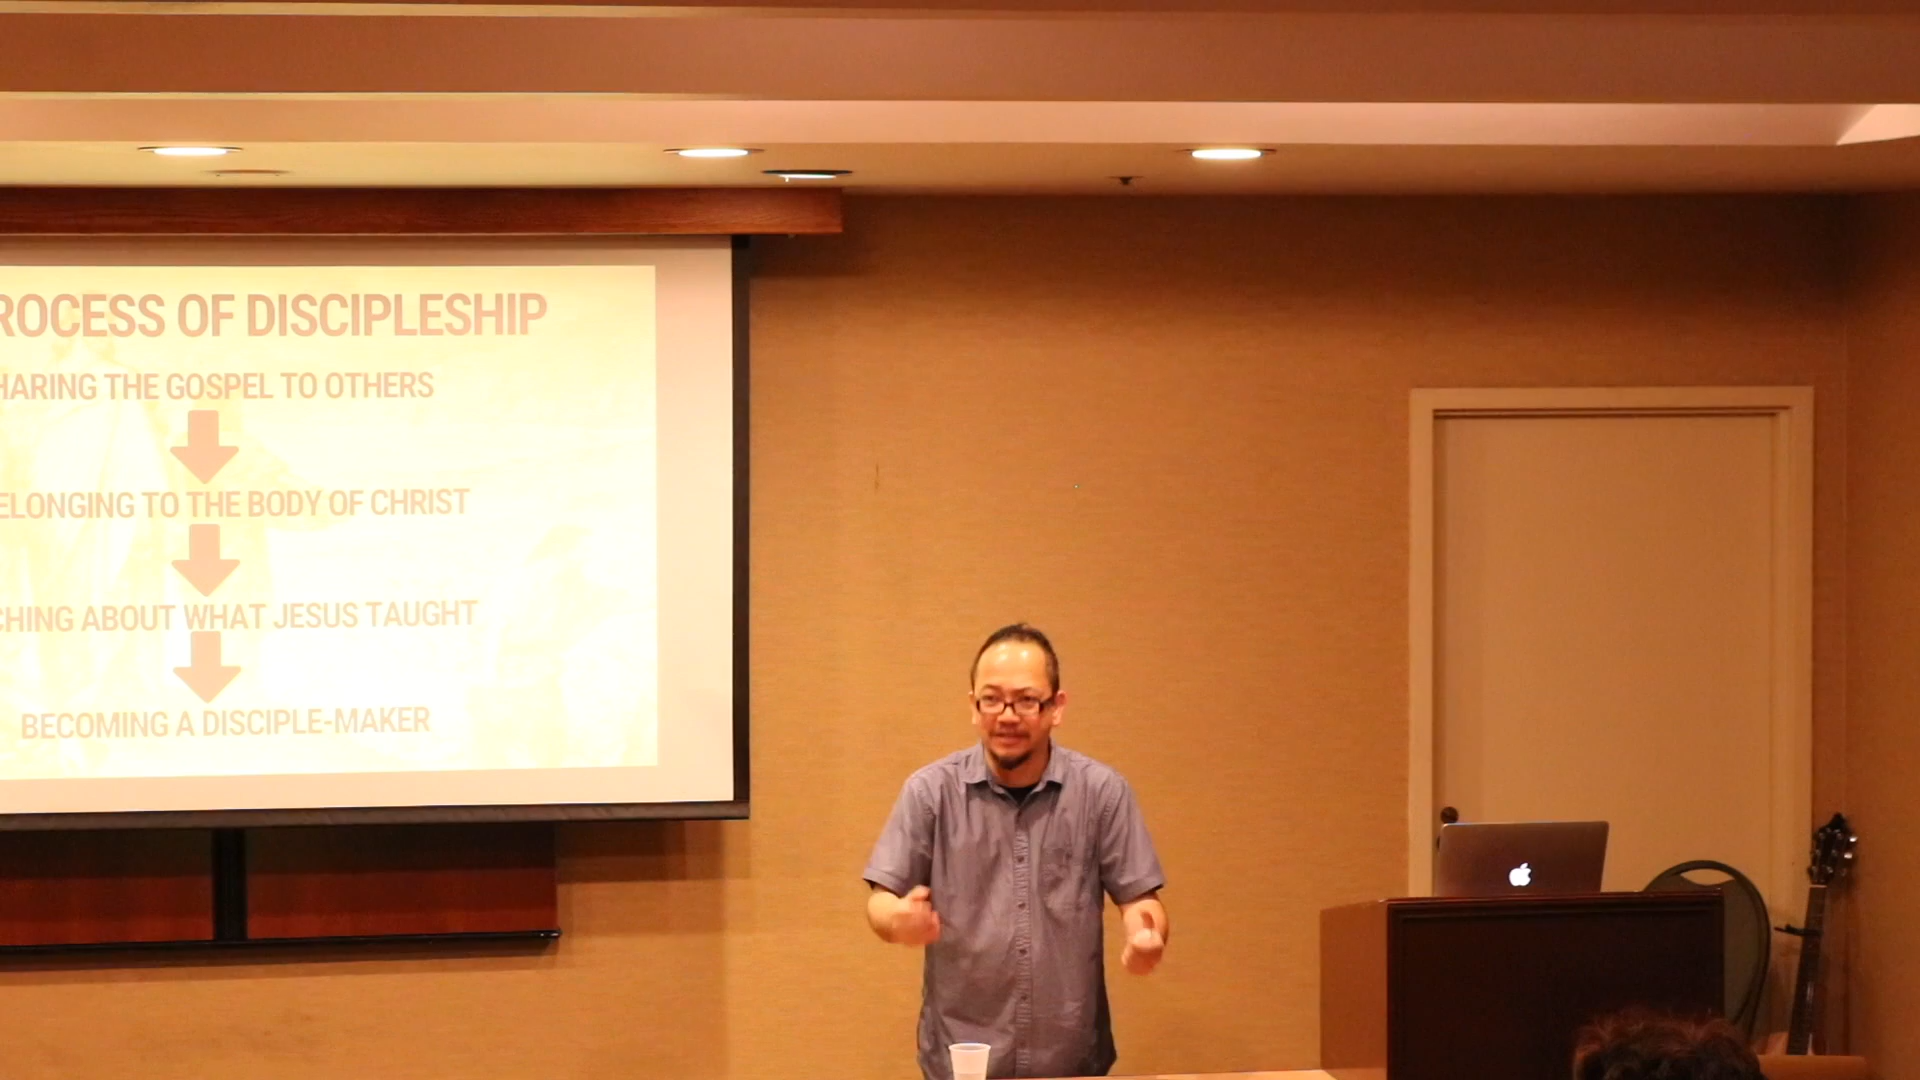 ROCESS OF DISCIPLESHIP
HARING THE GOSPEL TO OTHERS
ELONGING TO THE BODY OF CHRIST
CHING ABOUT WHAT JESUS TAUGHT
BECOMING A DISCIPLE-MAKER